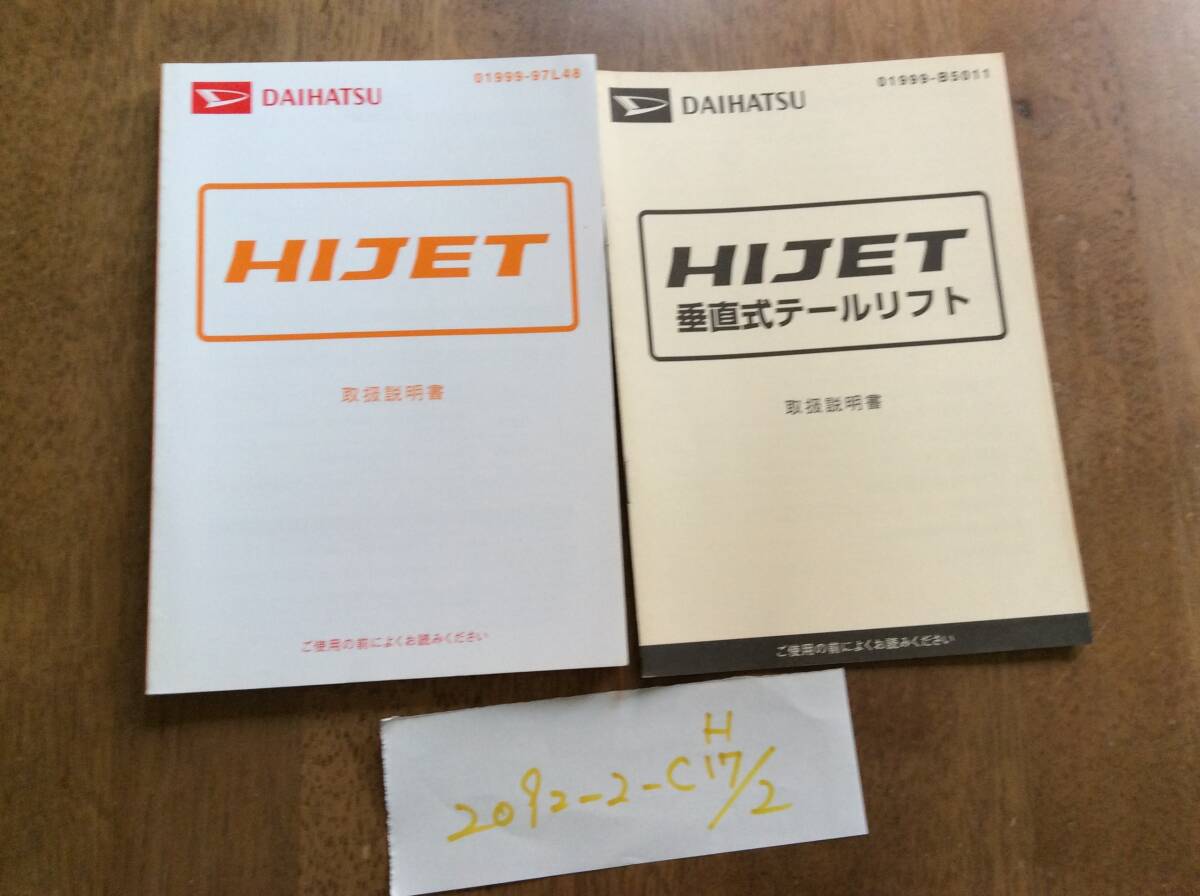 01999-97L48
DAIHATSU
HIJET
取扱説明書
ご使用の前によくお読みください
01999-B5011
DAIHATSU
HIJET
垂直式テールリフト
取扱説明書
ご使用の前によくお読みください
H
2092-2-C17/2